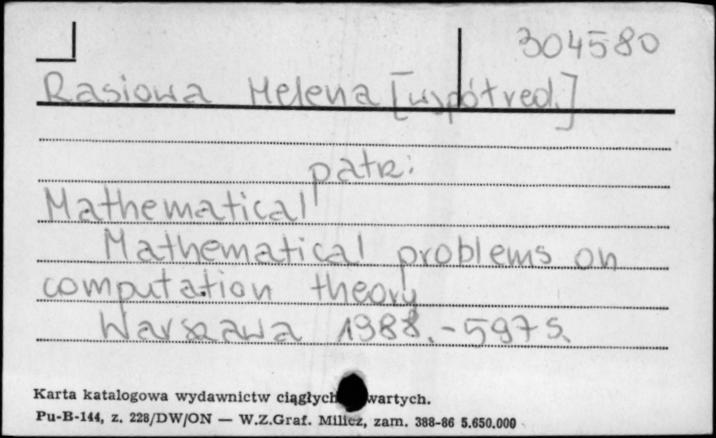 304580
Rasiowa Helena [współred.]
patrz:
Mathematical
Mathematical problems on
computation theory
Warszawa 1988. - 597 s.
Karta katalogowa wydawnictw ciągłych wartych.
Pu-B-144, z. 228/DW/ON — W.Z.Graf. Milicz, zam. 388-86 5.650.000